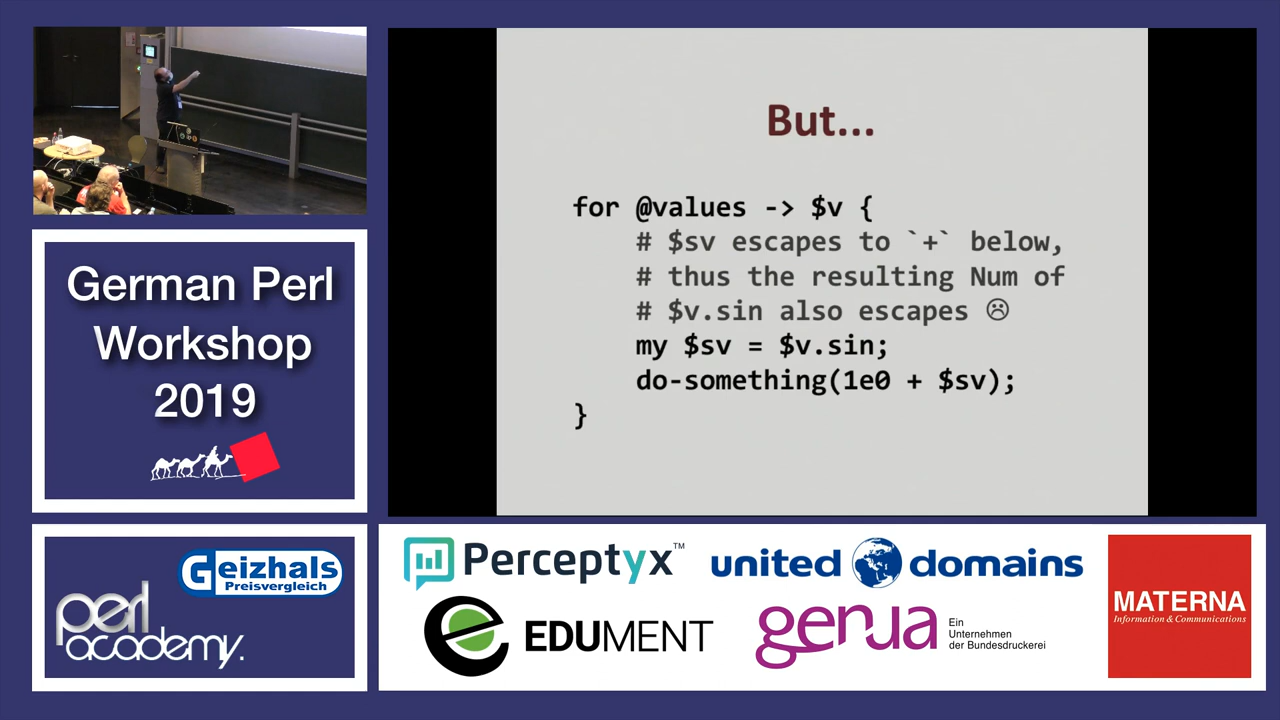 But...
for @values -> $v {
# $sv escapes to `+` below,
# thus the resulting Num of
# $v.sin also escapes ☹
my $sv = $v.sin;
do-something(1e0 + $sv);
}
German Perl
Workshop
2019
Geizhals
Preisvergleich
perl
academy.
Perceptyx™
united domains
EDUMENT
genua
Ein
Unternehmen
der Bundesdruckerei
MATERNA
Information & Communications